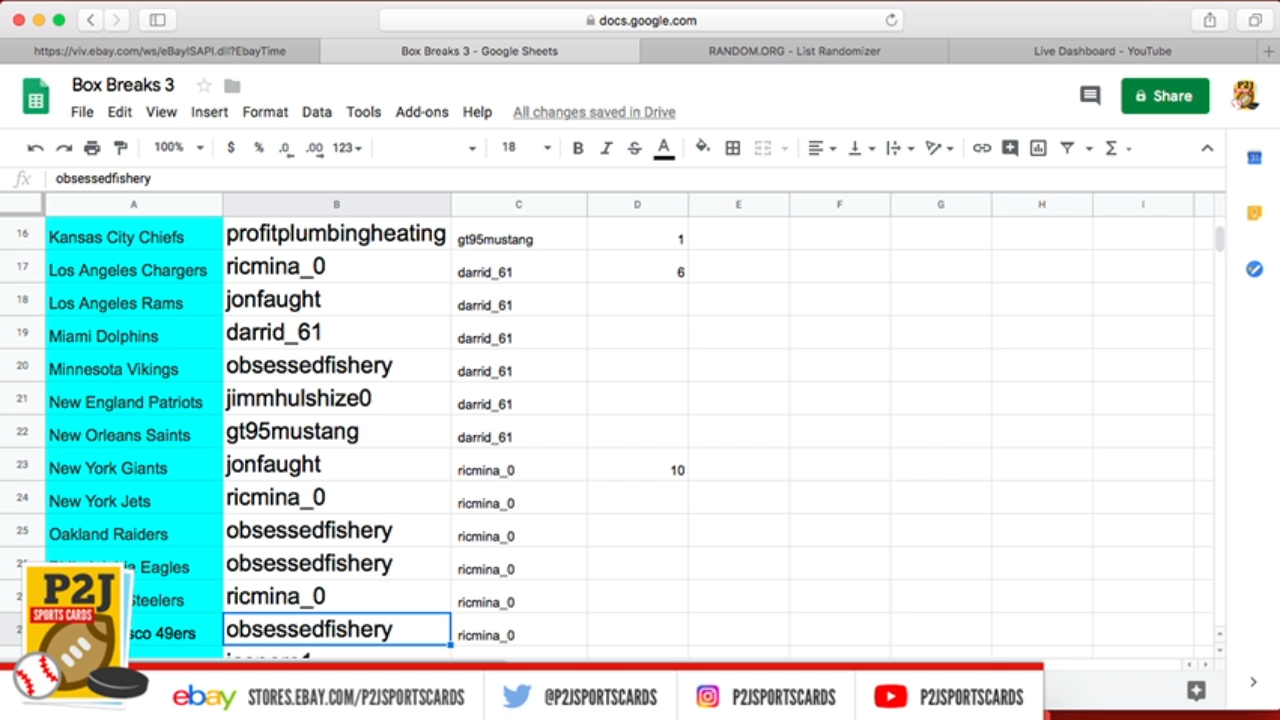 docs.google.com
https://viv.ebay.com/ws/eBayISAPI.dll?EbayTime
Box Breaks 3 - Google Sheets
RANDOM.ORG - List Randomizer
Live Dashboard - YouTube
Box Breaks 3
Share
File Edit View Insert Format Data Tools Add-ons Help All changes saved in Drive
100% $ % .0 .00 123 18 B I S A Σ
fx obsessedfishery
A B C D E F G H I
16 Kansas City Chiefs profitplumbingheating gt95mustang 1
17 Los Angeles Chargers ricmina_0 darrid_61 6
18 Los Angeles Rams jonfaught darrid_61
19 Miami Dolphins darrid_61 darrid_61
20 Minnesota Vikings obsessedfishery darrid_61
21 New England Patriots jimmhulshize0 darrid_61
22 New Orleans Saints gt95mustang darrid_61
23 New York Giants jonfaught ricmina_0 10
24 New York Jets ricmina_0 ricmina_0
25 Oakland Raiders obsessedfishery ricmina_0
Eagles obsessedfishery ricmina_0
Steelers ricmina_0 ricmina_0
sco 49ers obsessedfishery ricmina_0
P2J
SPORTS CARDS
ebay STORES.EBAY.COM/P2JSPORTSCARDS @P2JSPORTSCARDS P2JSPORTSCARDS P2JSPORTSCARDS